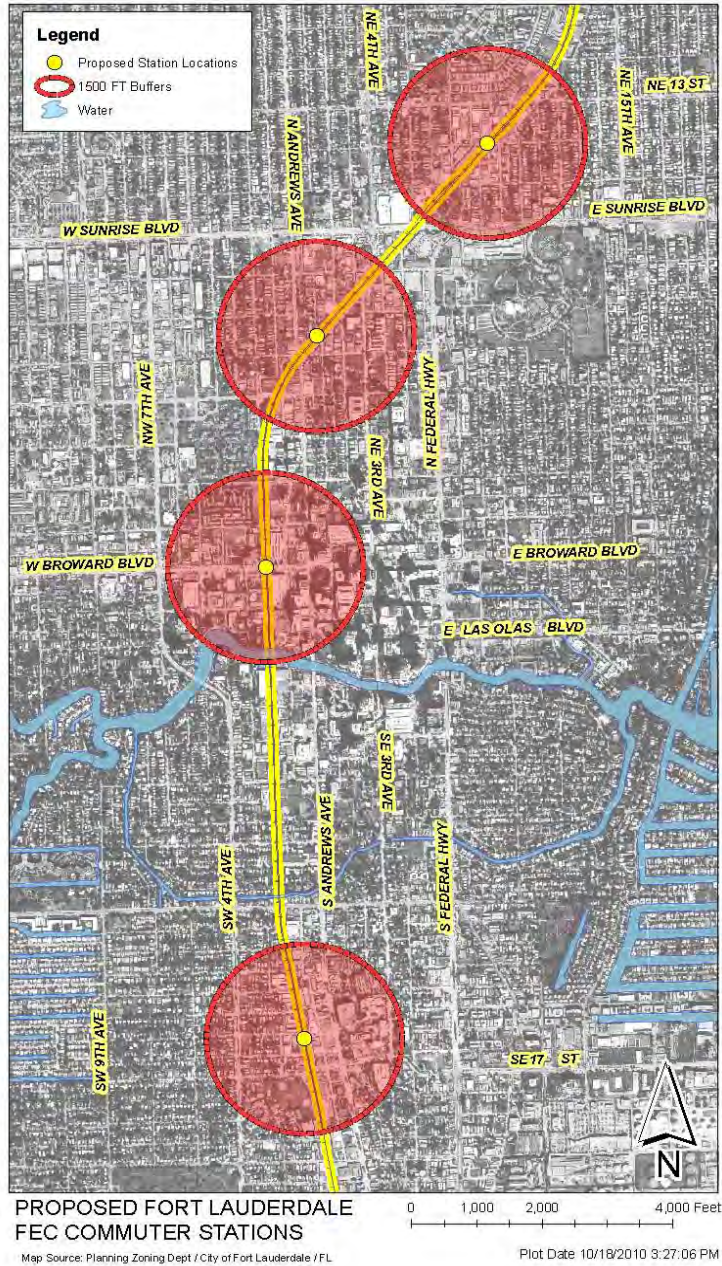 Legend
Proposed Station Locations
1500 FT Buffers
Water
NE 4TH AVE
NE 15TH AVE
NE 13 ST
N ANDREWS AVE
W SUNRISE BLVD
E SUNRISE BLVD
NW 7TH AVE
N FEDERAL HWY
NE 3RD AVE
W BROWARD BLVD
E BROWARD BLVD
E LAS OLAS BLVD
SE 3RD AVE
S ANDREWS AVE
SW 4TH AVE
S FEDERAL HWY
SW 9TH AVE
SE 17 ST
N
PROPOSED FORT LAUDERDALE
FEC COMMUTER STATIONS
0 1,000 2,000 4,000 Feet
Map Source: Planning Zoning Dept / City of Fort Lauderdale / FL
Plot Date 10/18/2010 3:27:06 PM